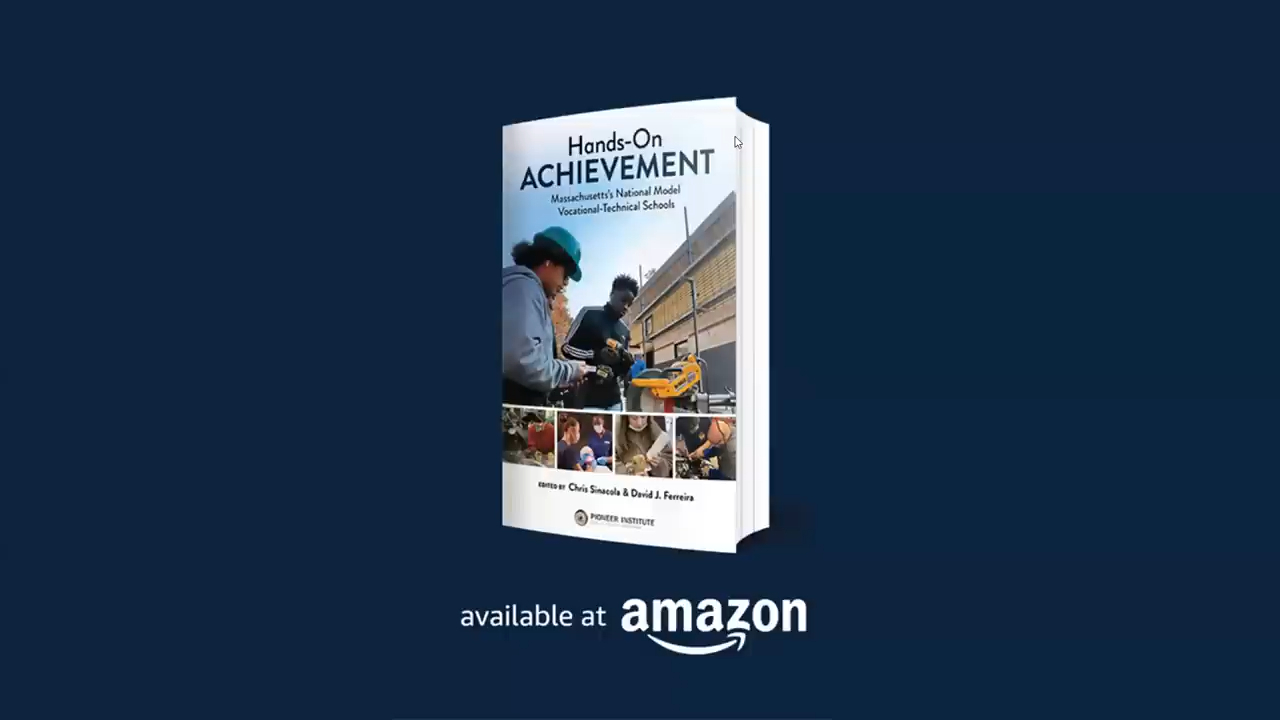 Hands-On
ACHIEVEMENT
Massachusetts's National Model
Vocational-Technical Schools
EDITED BY Chris Sinacola & David J. Ferreira
PIONEER INSTITUTE
available at amazon